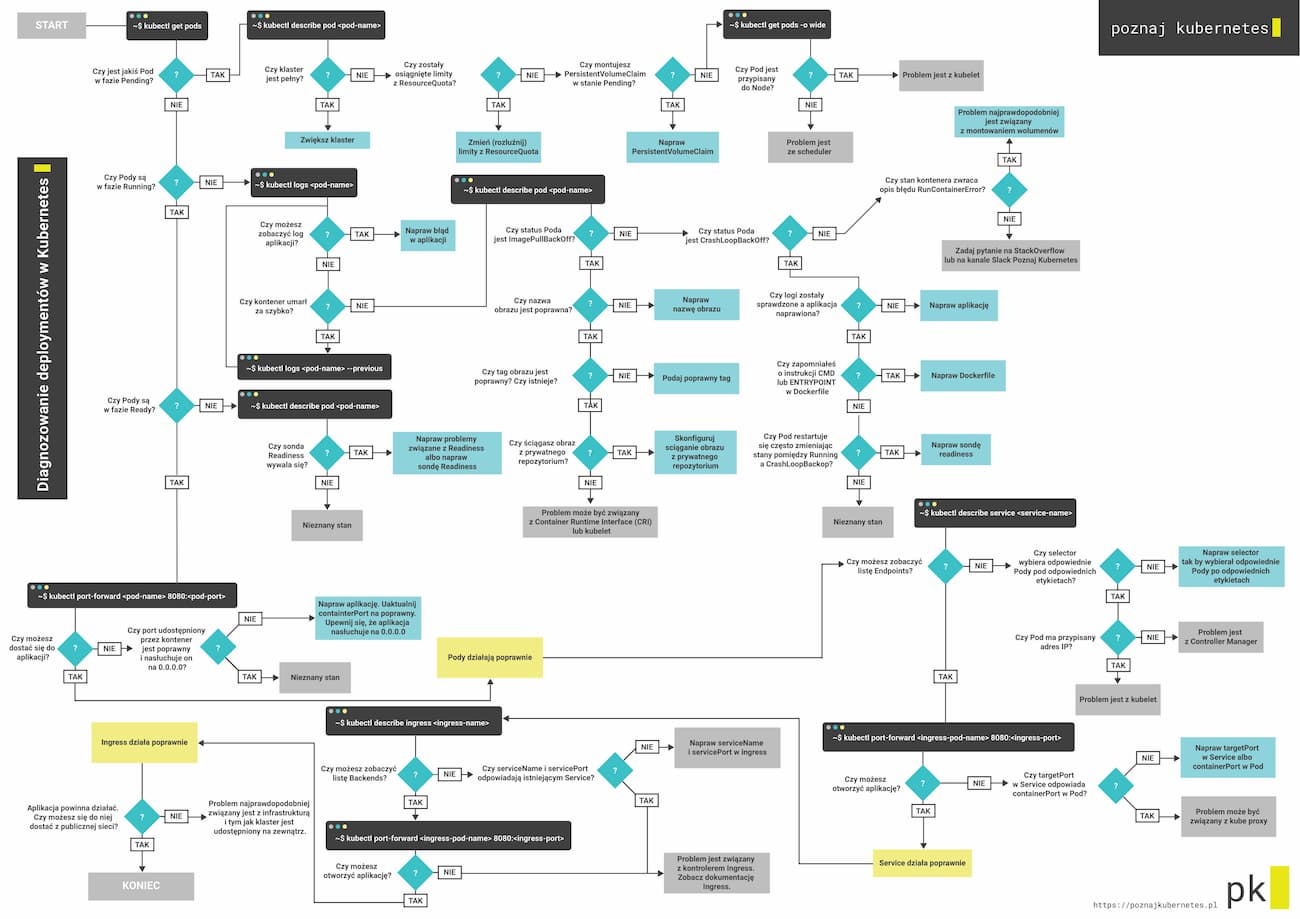 START
~$ kubectl get pods
~$ kubectl describe pod <pod-name>
~$ kubectl get pods -o wide
poznaj kubernetes
Czy jest jakiś Pod
w fazie Pending?
?
TAK
NIE
Czy klaster
jest pełny?
?
NIE
TAK
Zwiększ klaster
Czy zostały
osiągnięte limity
z ResourceQuota?
?
NIE
TAK
Zmień (rozluźnij)
limity z ResourceQuota
Czy montujesz
PersistentVolumeClaim
w stanie Pending?
?
NIE
TAK
Napraw
PersistentVolumeClaim
Czy Pod jest
przypisany
do Node?
?
TAK
Problem jest z kubelet
NIE
Problem jest
ze scheduler
Diagnozowanie deploymentów w Kubernetes
Czy Pody są
w fazie Running?
?
NIE
TAK
~$ kubectl logs <pod-name>
Czy możesz
zobaczyć log
aplikacji?
?
TAK
Napraw błąd
w aplikacji
NIE
Czy kontener umarł
za szybko?
?
NIE
TAK
~$ kubectl logs <pod-name> --previous
~$ kubectl describe pod <pod-name>
Czy status Poda
jest ImagePullBackOff?
?
NIE
TAK
Czy nazwa
obrazu jest poprawna?
?
NIE
Napraw
nazwę obrazu
TAK
Czy tag obrazu jest
poprawny? Czy istnieje?
?
NIE
Podaj poprawny tag
TAK
Czy ściągasz obraz
z prywatnego
repozytorium?
?
TAK
Skonfiguruj
sciąganie obrazu
z prywatnego
repozytorium
NIE
Problem może być związany
z Container Runtime Interface (CRI)
lub kubelet
Czy status Poda
jest CrashLoopBackOff?
?
NIE
TAK
Czy stan kontenera zwraca
opis błędu RunContainerError?
?
TAK
Problem najprawdopodobniej
jest związany
z montowaniem wolumenów
NIE
Zadaj pytanie na StackOverflow
lub na kanale Slack Poznaj Kubernetes
Czy logi zostały
sprawdzone a aplikacja
naprawiona?
?
NIE
Napraw aplikację
TAK
Czy zapomniałeś
o instrukcji CMD
lub ENTRYPOINT
w Dockerfile
?
TAK
Napraw Dockerfile
NIE
Czy Pod restartuje
się często zmieniając
stany pomiędzy Running
a CrashLoopBackop?
?
TAK
Napraw sondę
readiness
NIE
Nieznany stan
Czy Pody są
w fazie Ready?
?
NIE
TAK
~$ kubectl describe pod <pod-name>
Czy sonda
Readiness
wywala się?
?
TAK
Napraw problemy
związane z Readiness
albo napraw
sondę Readiness
NIE
Nieznany stan
~$ kubectl port-forward <pod-name> 8080:<pod-port>
Czy możesz
dostać się do
aplikacji?
?
NIE
TAK
Czy port udostępniony
przez kontener
jest poprawny
i nasłuchuje on
na 0.0.0.0?
?
NIE
Napraw aplikację. Uaktualnij
containterPort na poprawny.
Upewnij się, że aplikacja
nasłuchuje na 0.0.0.0
TAK
Nieznany stan
Pody działają poprawnie
~$ kubectl describe service <service-name>
Czy możesz zobaczyć
listę Endpoints?
?
NIE
TAK
Czy selector
wybiera odpowiednie
Pody pod odpowiednich
etykietach?
?
NIE
Napraw selector
tak by wybierał odpowiednie
Pody po odpowiednich
etykietach
TAK
Czy Pod ma przypisany
adres IP?
?
NIE
Problem jest
z Controller Manager
TAK
Problem jest z kubelet
~$ kubectl port-forward <ingress-pod-name> 8080:<ingress-port>
Czy możesz
otworzyć aplikację?
?
NIE
TAK
Czy targetPort
w Service odpowiada
containerPort w Pod?
?
NIE
Napraw targetPort
w Service albo
containerPort w Pod
TAK
Problem może być
związany z kube proxy
Service działa poprawnie
~$ kubectl describe ingress <ingress-name>
Czy możesz zobaczyć
listę Backends?
?
NIE
TAK
Czy serviceName i servicePort
odpowiadają istniejącym Service?
?
NIE
Napraw serviceName
i servicePort w ingress
TAK
~$ kubectl port-forward <ingress-pod-name> 8080:<ingress-port>
Czy możesz
otworzyć aplikację?
?
NIE
Problem jest związany
z kontrolerem Ingress.
Zobacz dokumentację
Ingress.
TAK
Ingress działa poprawnie
Aplikacja powinna działać.
Czy możesz się do niej
dostać z publicznej sieci?
?
NIE
Problem najprawdopodobniej
związany jest z infrastrukturą
i tym jak klaster jest
udostępniony na zewnątrz.
TAK
KONIEC
https://poznajkubernetes.pl
pk